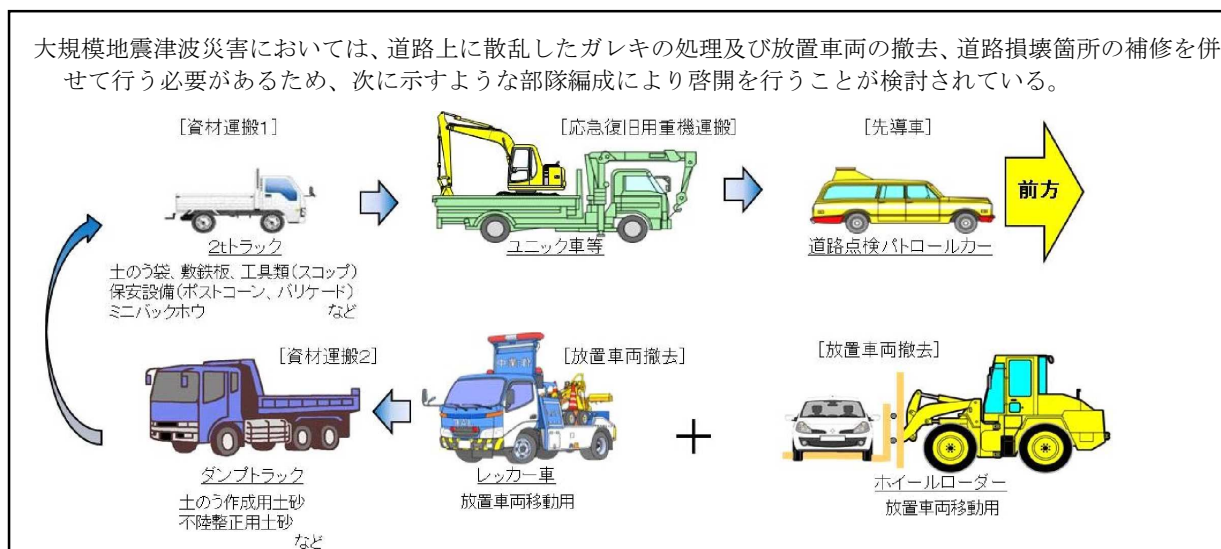 大規模地震津波災害においては、道路上に散乱したガレキの処理及び放置車両の撤去、道路損壊箇所の補修を併
せて行う必要があるため、次に示すような部隊編成により啓開を行うことが検討されている。
[資材運搬1]
[応急復旧用重機運搬]
[先導車]
前方
2tトラック
ユニック車等
道路点検パトロールカー
土のう袋、敷鉄板、工具類(スコップ)
保安設備(ポストコーン、バリケード)
ミニバックホウ など
[資材運搬2]
[放置車両撤去]
[放置車両撤去]
＋
ダンプトラック
レッカー車
ホイールローダー
土のう作成用土砂
不陸整正用土砂
など
放置車両移動用
放置車両移動用